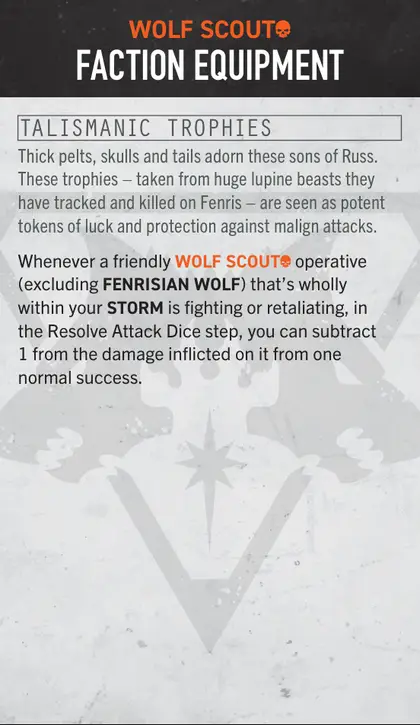 WOLF SCOUT
FACTION EQUIPMENT
TALISMANIC TROPHIES
Thick pelts, skulls and tails adorn these sons of Russ.
These trophies – taken from huge lupine beasts they
have tracked and killed on Fenris – are seen as potent
tokens of luck and protection against malign attacks.
Whenever a friendly WOLF SCOUT operative
(excluding FENRISIAN WOLF) that's wholly
within your STORM is fighting or retaliating, in
the Resolve Attack Dice step, you can subtract
1 from the damage inflicted on it from one
normal success.